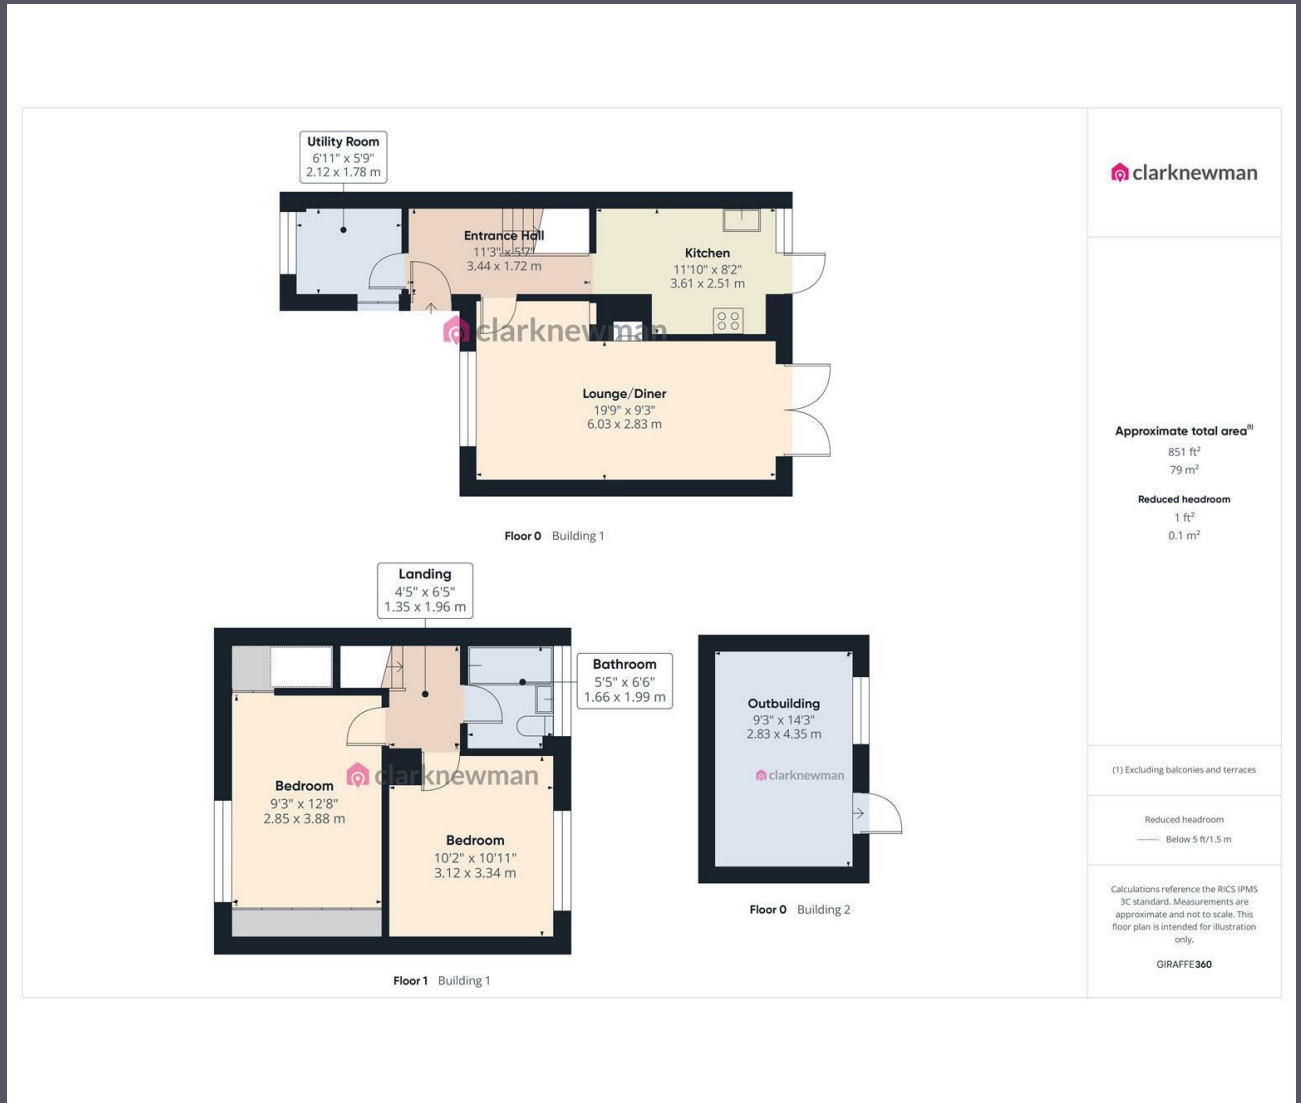 Utility Room
6'11" x 5'9"
2.12 x 1.78 m
Entrance Hall
11'3" x 5'7"
3.44 x 1.72 m
Kitchen
11'10" x 8'2"
3.61 x 2.51 m
clarknewman
Lounge/Diner
19'9" x 9'3"
6.03 x 2.83 m
Floor 0 Building 1
Landing
4'5" x 6'5"
1.35 x 1.96 m
Bathroom
5'5" x 6'6"
1.66 x 1.99 m
clarknewman
Bedroom
9'3" x 12'8"
2.85 x 3.88 m
Bedroom
10'2" x 10'11"
3.12 x 3.34 m
Floor 1 Building 1
Outbuilding
9'3" x 14'3"
2.83 x 4.35 m
clarknewman
Floor 0 Building 2
clarknewman
Approximate total area(1)
851 ft²
79 m²
Reduced headroom
1 ft²
0.1 m²
(1) Excluding balconies and terraces
Reduced headroom
Below 5 ft/1.5 m
Calculations reference the RICS IPMS
3C standard. Measurements are
approximate and not to scale. This
floor plan is intended for illustration
only.
GIRAFFE360